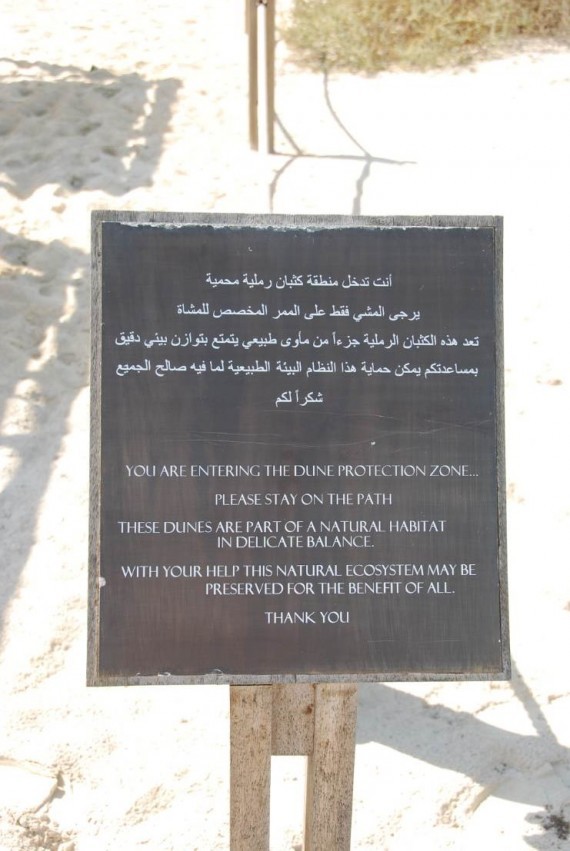 أنت تدخل منطقة كثبان رملية محمية
يرجى المشي فقط على الممر المخصص للمشاة
تعد هذه الكثبان الرملية جزءاً من مأوى طبيعي يتمتع بتوازن بيئي دقيق
بمساعدتكم يمكن حماية هذا النظام البيئة الطبيعية لما فيه صالح الجميع
شكراً لكم
YOU ARE ENTERING THE DUNE PROTECTION ZONE...
PLEASE STAY ON THE PATH
THESE DUNES ARE PART OF A NATURAL HABITAT
IN DELICATE BALANCE.
WITH YOUR HELP THIS NATURAL ECOSYSTEM MAY BE
PRESERVED FOR THE BENEFIT OF ALL.
THANK YOU